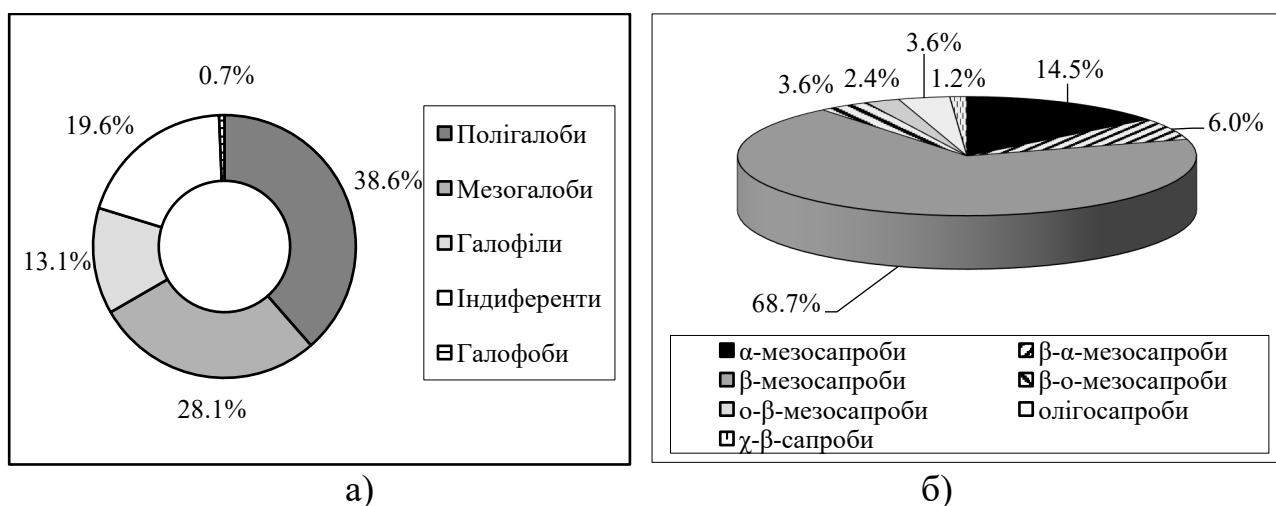 0.7%
19.6%
38.6%
13.1%
28.1%
Полігалоби
Мезогалоби
Галофіли
Індиференти
Галофоби
а)
3.6%
3.6%
2.4%
1.2%
14.5%
6.0%
68.7%
α-мезосапроби
β-α-мезосапроби
β-мезосапроби
β-о-мезосапроби
о-β-мезосапроби
олігосапроби
χ-β-сапроби
б)